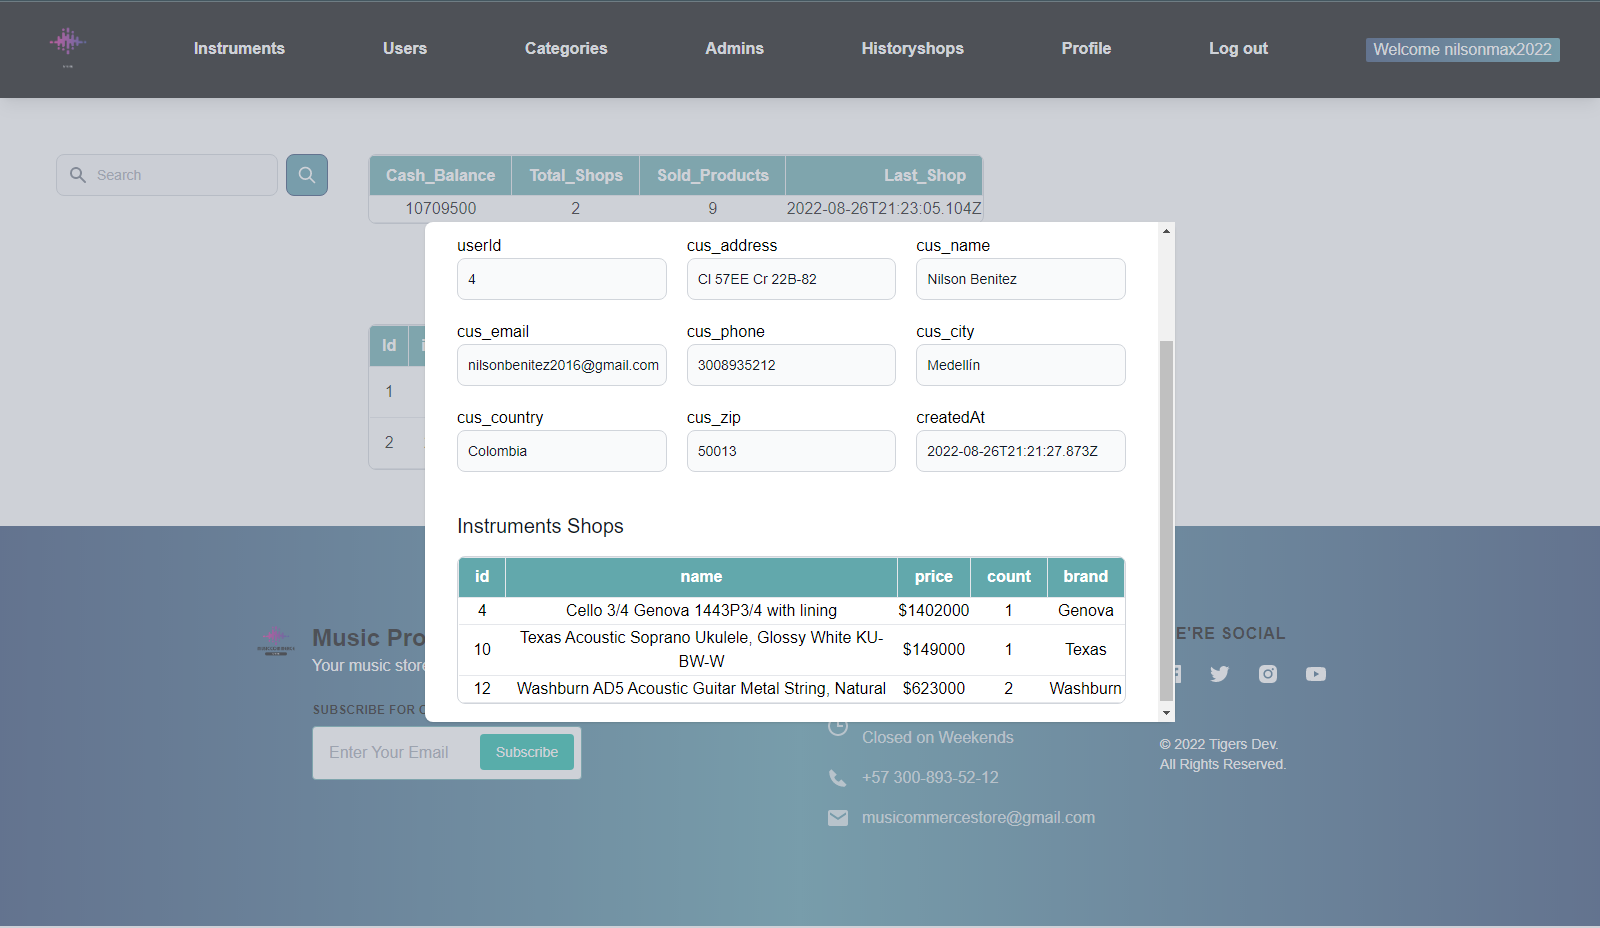 Instruments Users Categories Admins Historyshops Profile Log out Welcome nilsonmax2022
Search
Cash_Balance Total_Shops Sold_Products Last_Shop
10709500 2 9 2022-08-26T21:23:05.104Z
userId cus_address cus_name
4 Cl 57EE Cr 22B-82 Nilson Benitez
cus_email cus_phone cus_city
nilsonbenitez2016@gmail.com 3008935212 Medellín
cus_country cus_zip createdAt
Colombia 50013 2022-08-26T21:21:27.873Z
Id
1
2
Instruments Shops
id name price count brand
4 Cello 3/4 Genova 1443P3/4 with lining $1402000 1 Genova
10 Texas Acoustic Soprano Ukulele, Glossy White KU-
BW-W $149000 1 Texas
12 Washburn AD5 Acoustic Guitar Metal String, Natural $623000 2 Washburn
Music Pro
Your music store
SUBSCRIBE FOR
Enter Your Email Subscribe
Closed on Weekends
+57 300-893-52-12
musicommercestore@gmail.com
E'RE SOCIAL
© 2022 Tigers Dev.
All Rights Reserved.